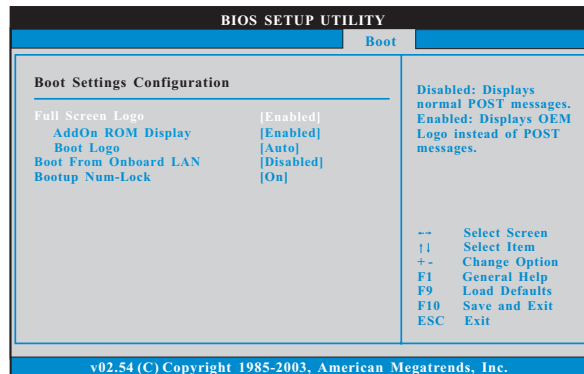 BIOS SETUP UTILITY
Boot
Boot Settings Configuration
Full Screen Logo [Enabled]
AddOn ROM Display [Enabled]
Boot Logo [Auto]
Boot From Onboard LAN [Disabled]
Bootup Num-Lock [On]
Disabled: Displays
normal POST messages.
Enabled: Displays OEM
Logo instead of POST
messages.
←→ Select Screen
↑↓ Select Item
+ - Change Option
F1 General Help
F9 Load Defaults
F10 Save and Exit
ESC Exit
v02.54 (C) Copyright 1985-2003, American Megatrends, Inc.